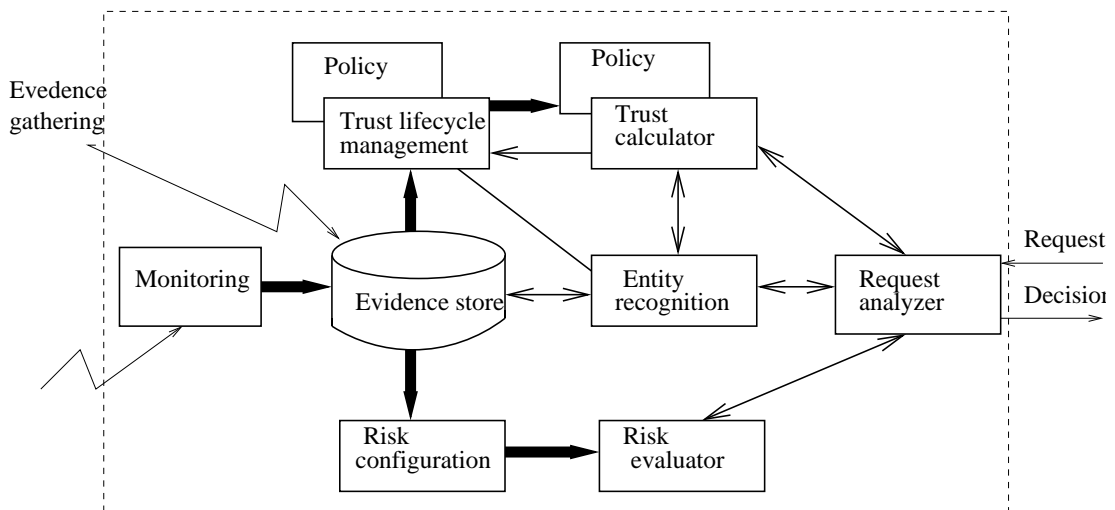 Policy
Policy
Evedence
gathering
Trust lifecycle
management
Trust
calculator
Request
Monitoring
Evidence store
Entity
recognition
Request
analyzer
Decision
Risk
configuration
Risk
evaluator